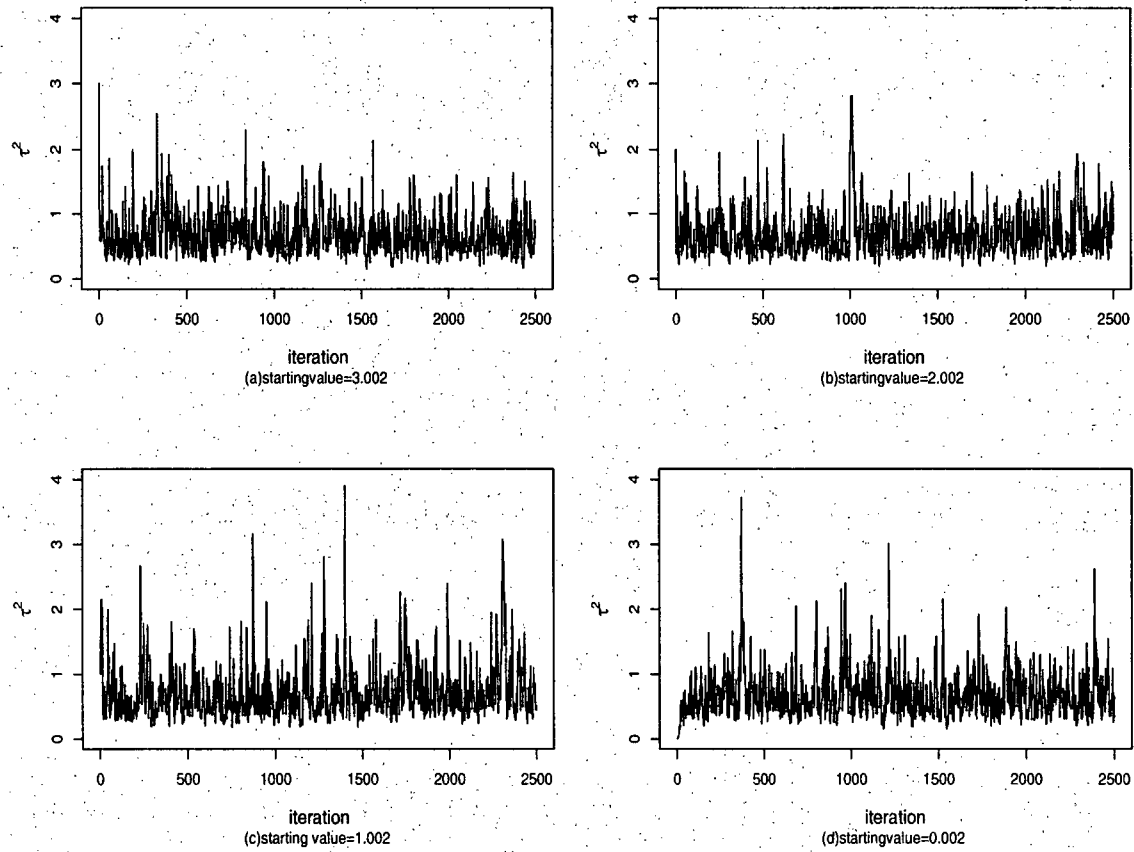 4
3
2
1
0
τ²
0 500 1000 1500 2000 2500
iteration
(a)startingvalue=3.002
4
3
2
1
0
τ²
0 500 1000 1500 2000 2500
iteration
(b)startingvalue=2.002
4
3
2
1
0
τ²
0 500 1000 1500 2000 2500
iteration
(c)starting value=1.002
4
3
2
1
0
τ²
0 500 1000 1500 2000 2500
iteration
(d)startingvalue=0.002